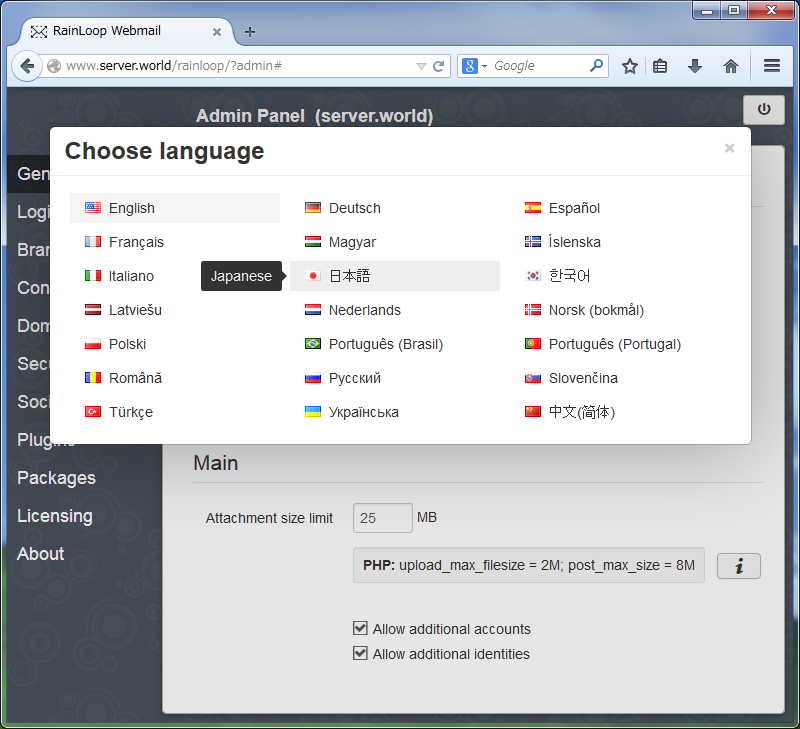 RainLoop Webmail
www.server.world/rainloop/?admin#
Google
Admin Panel (server.world)
Choose language
English
Deutsch
Español
Français
Magyar
Íslenska
Italiano
Japanese
日本語
한국어
Latviešu
Nederlands
Norsk (bokmål)
Polski
Português (Brasil)
Português (Portugal)
Română
Русский
Slovenčina
Türkçe
Українська
中文(简体)
Gen
Logi
Bran
Con
Dom
Secu
Soci
Plugins
Packages
Licensing
About
Main
Attachment size limit 25 MB
PHP: upload_max_filesize = 2M; post_max_size = 8M
Allow additional accounts
Allow additional identities